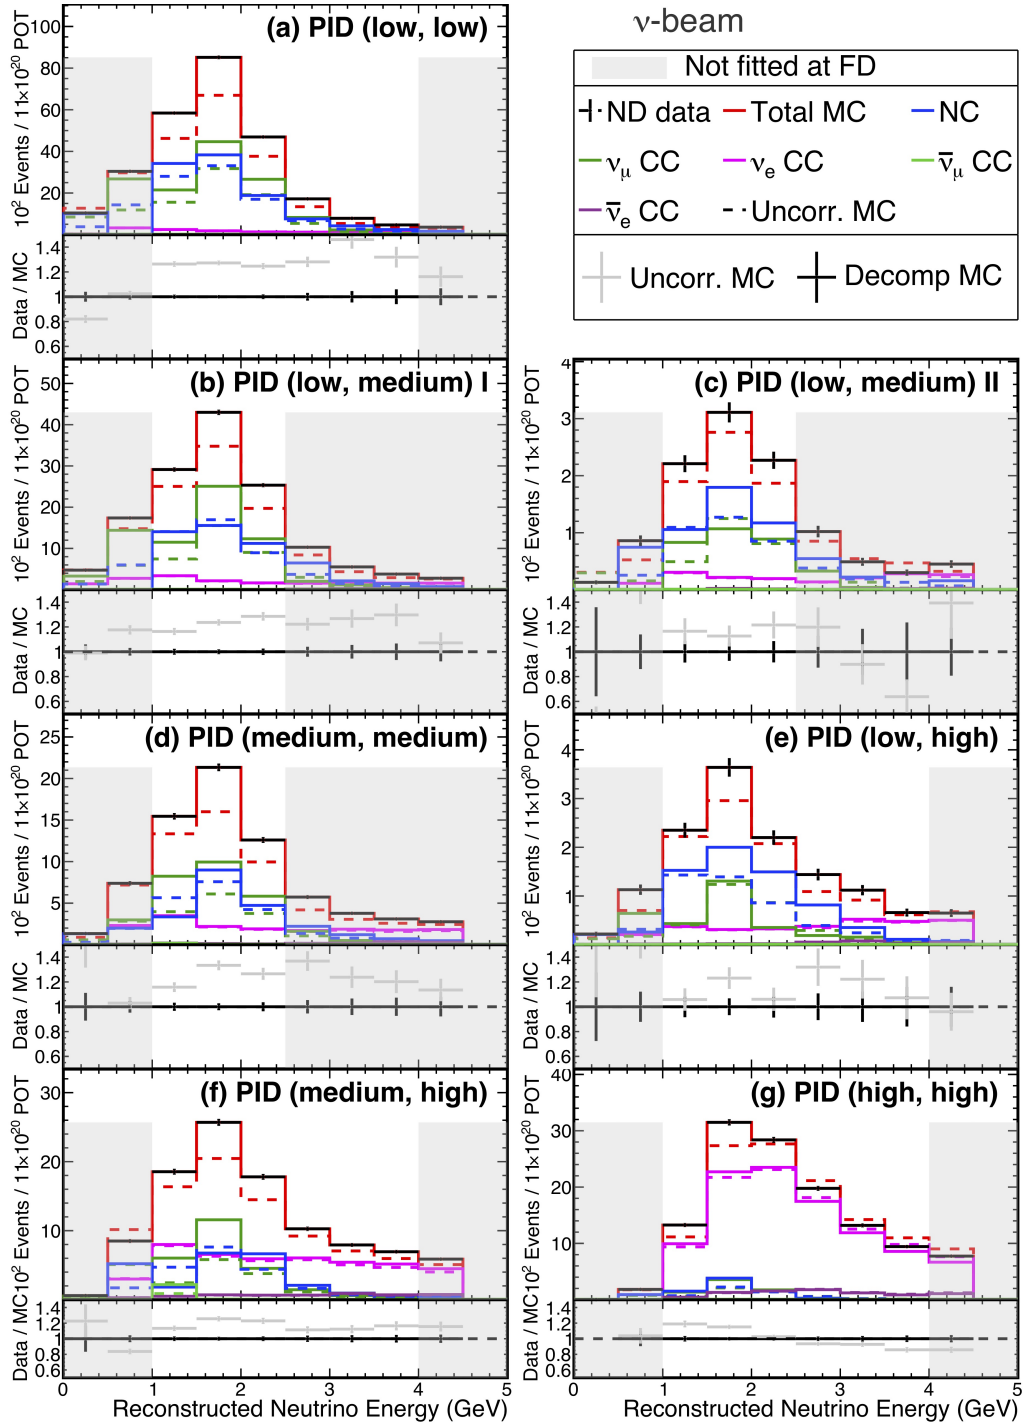 ν-beam
Not fitted at FD
ND data Total MC NC
ν_μ CC ν_e CC ν̅_μ CC
ν̅_e CC Uncorr. MC
Uncorr. MC Decomp MC
(a) PID (low, low)
10² Events / 11×10²⁰ POT
100
80
60
40
20
Data / MC
1.4
1.2
1
0.8
0.6
(b) PID (low, medium) I
10² Events / 11×10²⁰ POT
50
40
30
20
10
Data / MC
1.4
1.2
1
0.8
0.6
(c) PID (low, medium) II
10² Events / 11×10²⁰ POT
4
3
2
1
Data / MC
1.4
1.2
1
0.8
0.6
(d) PID (medium, medium)
10² Events / 11×10²⁰ POT
25
20
15
10
5
Data / MC
1.4
1.2
1
0.8
0.6
(e) PID (low, high)
10² Events / 11×10²⁰ POT
4
3
2
1
Data / MC
1.4
1.2
1
0.8
0.6
(f) PID (medium, high)
10² Events / 11×10²⁰ POT
30
20
10
Data / MC
1.4
1.2
1
0.8
0.6
0 1 2 3 4 5
Reconstructed Neutrino Energy (GeV)
(g) PID (high, high)
10² Events / 11×10²⁰ POT
40
30
20
10
Data / MC
1.4
1.2
1
0.8
0.6
0 1 2 3 4 5
Reconstructed Neutrino Energy (GeV)